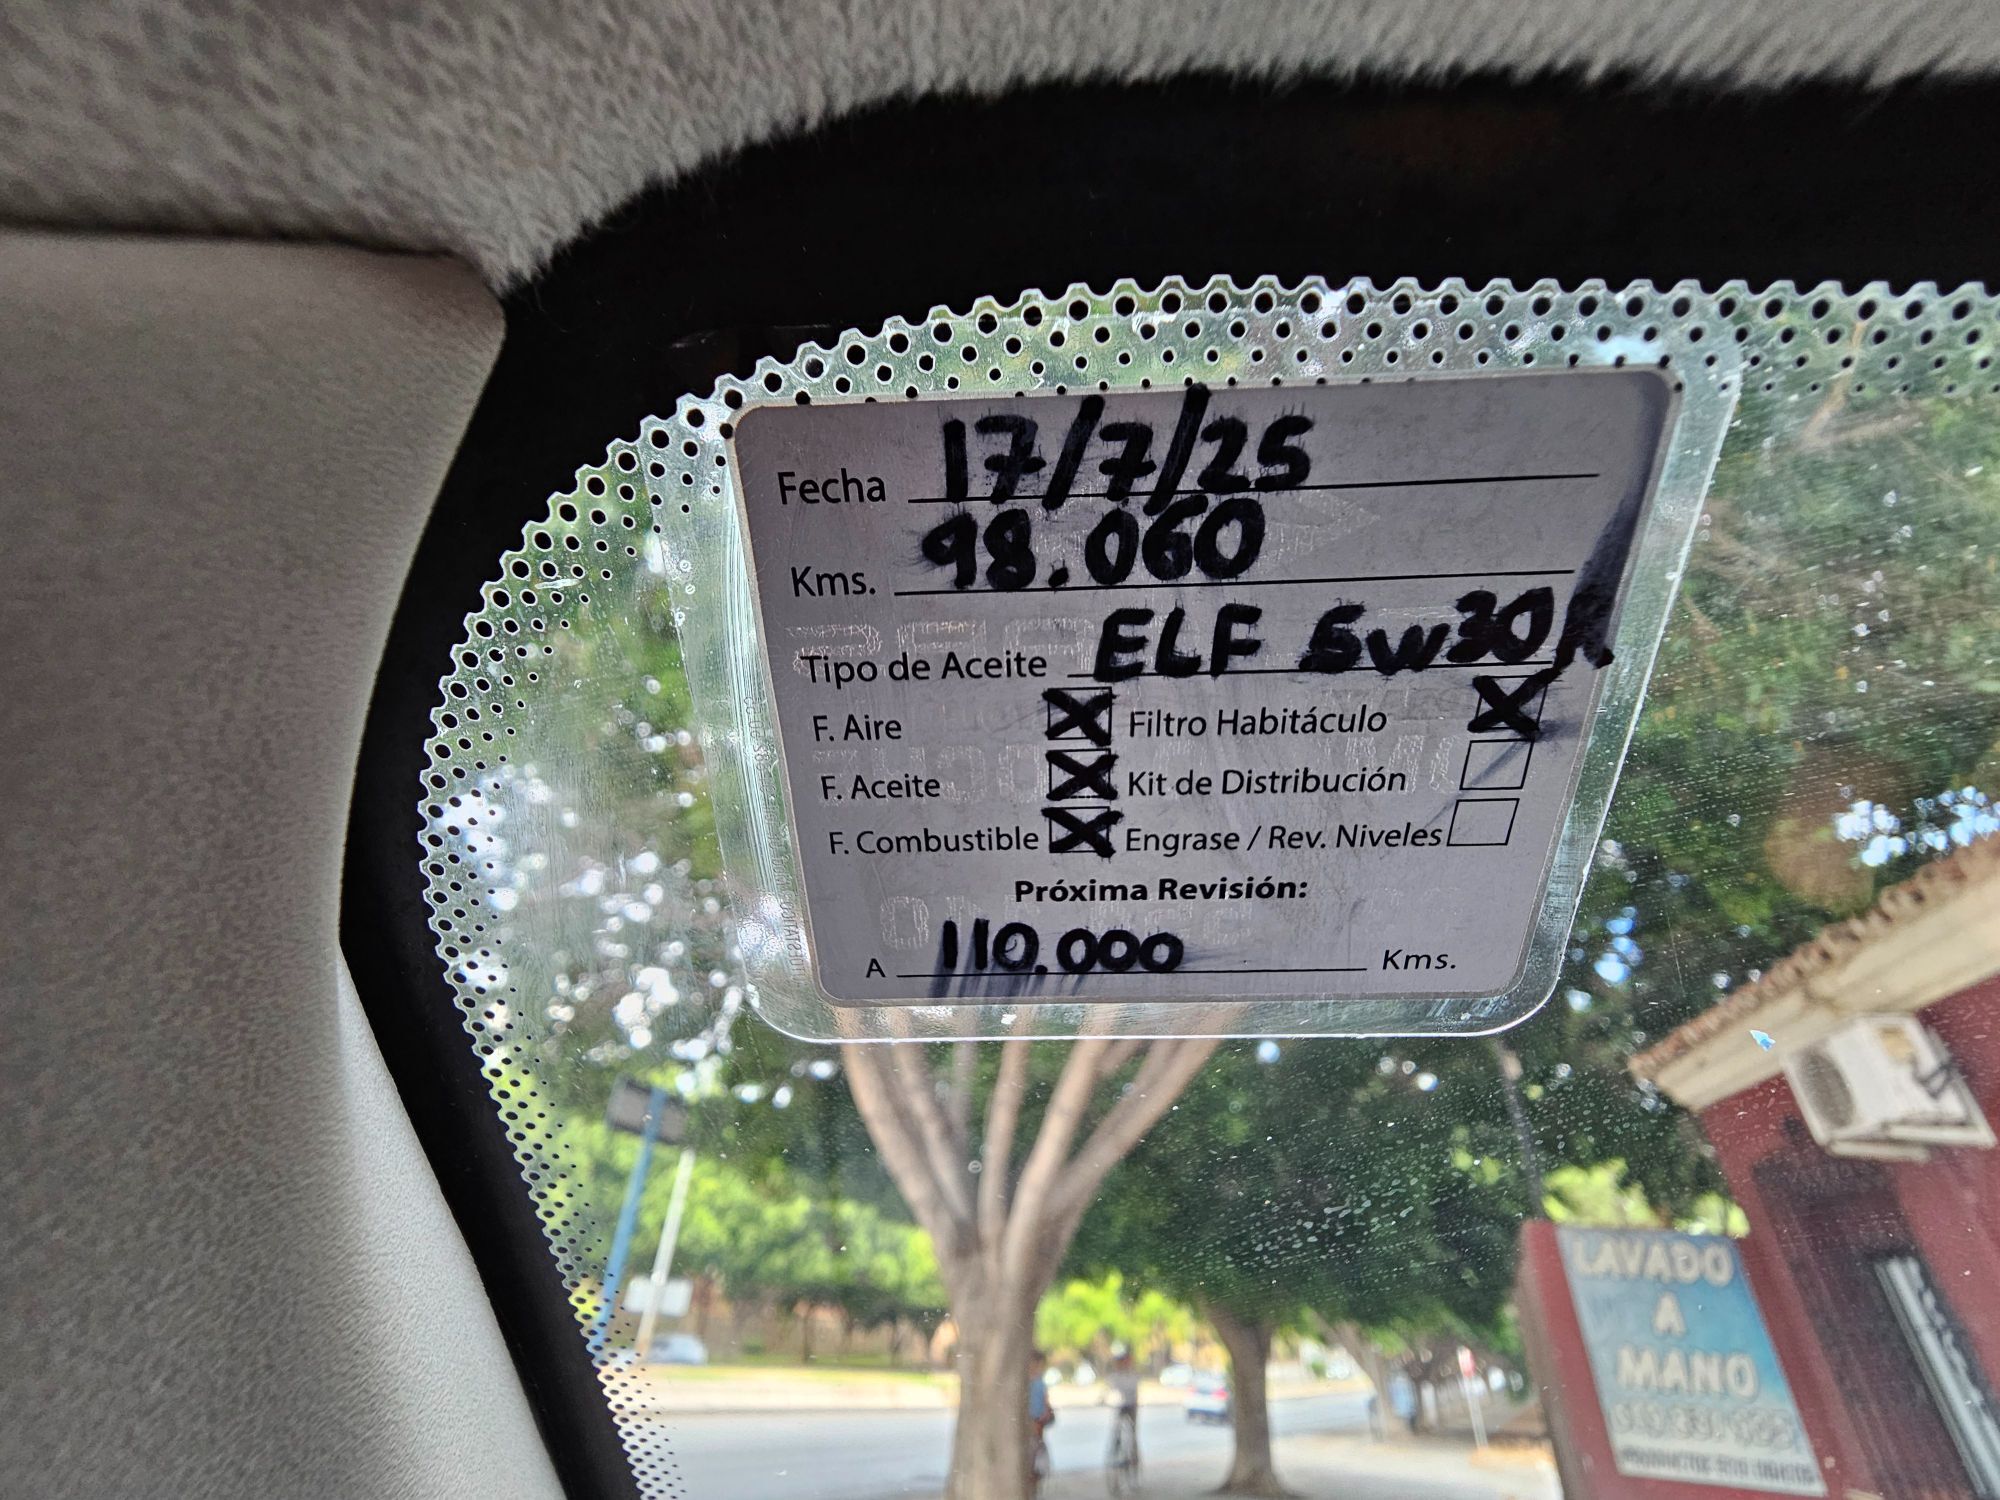 Fecha 17/7/25
Kms. 98.060
Tipo de Aceite ELF 5W30
F. Aire X Filtro Habitáculo X
F. Aceite X Kit de Distribución
F. Combustible X Engrase / Rev. Niveles
Próxima Revisión:
A 110.000 Kms.
LAVADO
A
MANO